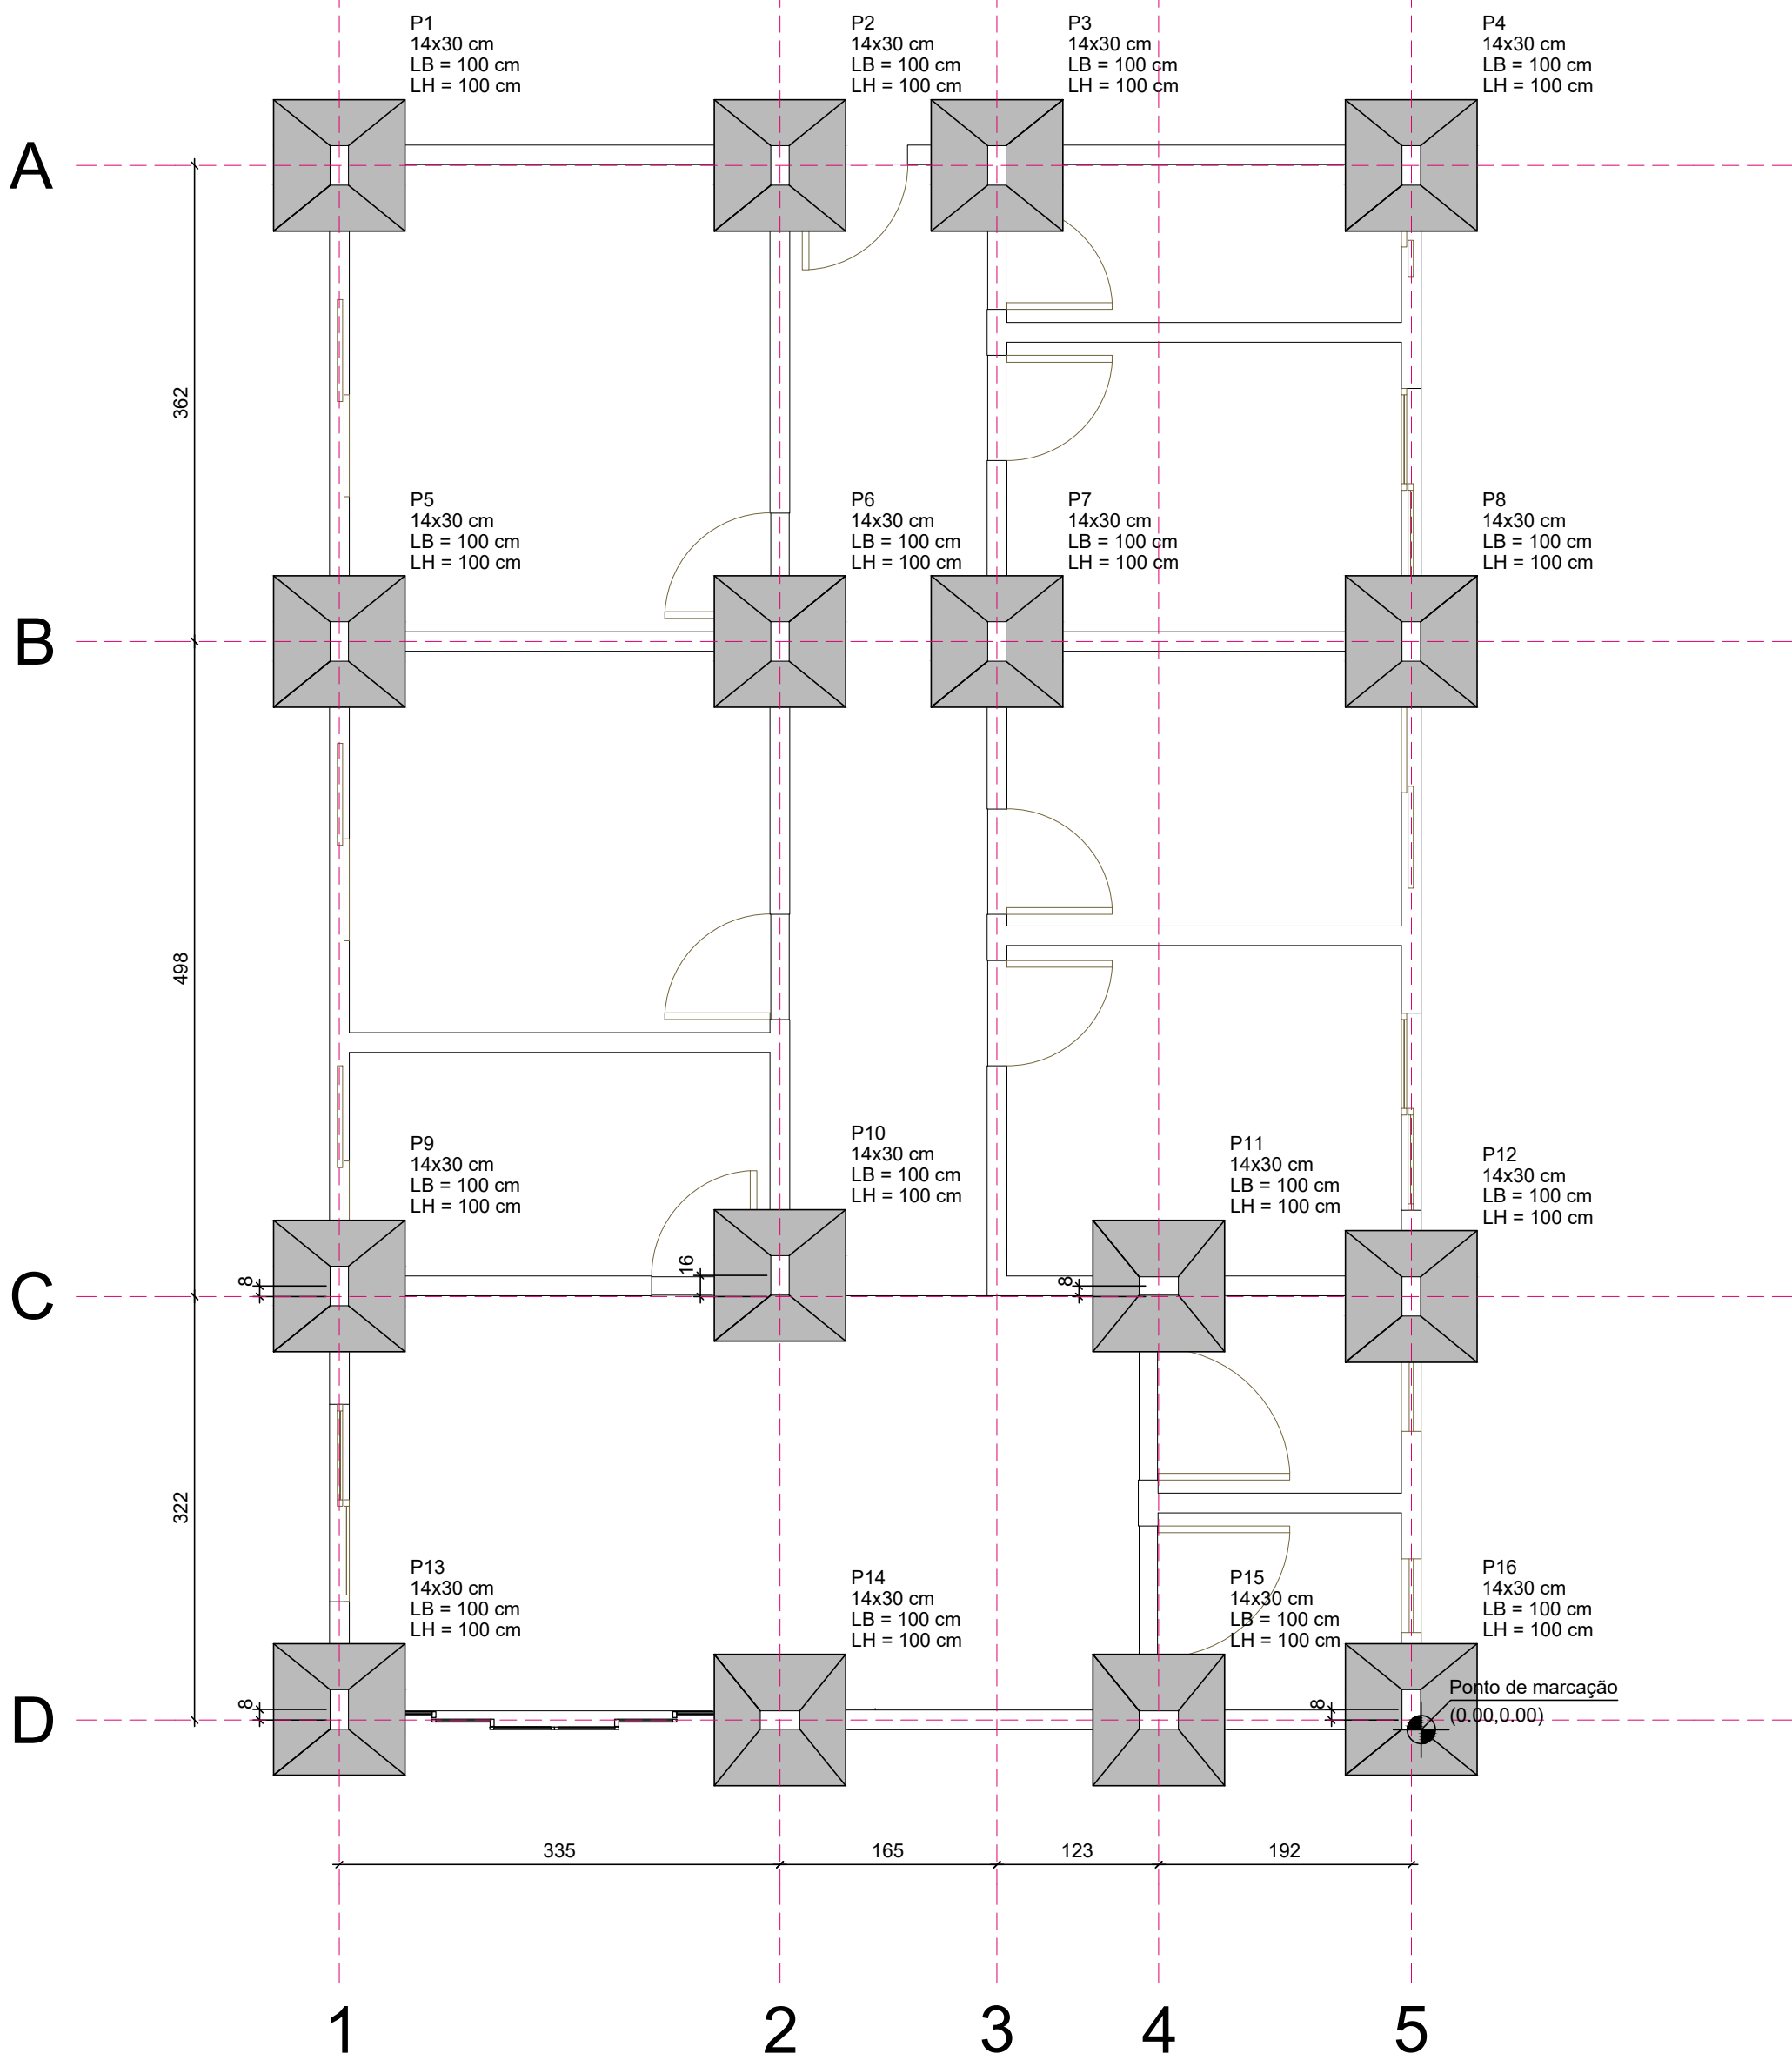 P1
14x30 cm
LB = 100 cm
LH = 100 cm
P2
14x30 cm
LB = 100 cm
LH = 100 cm
P3
14x30 cm
LB = 100 cm
LH = 100 cm
P4
14x30 cm
LB = 100 cm
LH = 100 cm
A
362
P5
14x30 cm
LB = 100 cm
LH = 100 cm
P6
14x30 cm
LB = 100 cm
LH = 100 cm
P7
14x30 cm
LB = 100 cm
LH = 100 cm
P8
14x30 cm
LB = 100 cm
LH = 100 cm
B
498
P9
14x30 cm
LB = 100 cm
LH = 100 cm
P10
14x30 cm
LB = 100 cm
LH = 100 cm
P11
14x30 cm
LB = 100 cm
LH = 100 cm
P12
14x30 cm
LB = 100 cm
LH = 100 cm
C
8
16
8
322
P13
14x30 cm
LB = 100 cm
LH = 100 cm
P14
14x30 cm
LB = 100 cm
LH = 100 cm
P15
14x30 cm
LB = 100 cm
LH = 100 cm
P16
14x30 cm
LB = 100 cm
LH = 100 cm
D
8
8
Ponto de marcação
(0.00,0.00)
335
165
123
192
1
2
3
4
5